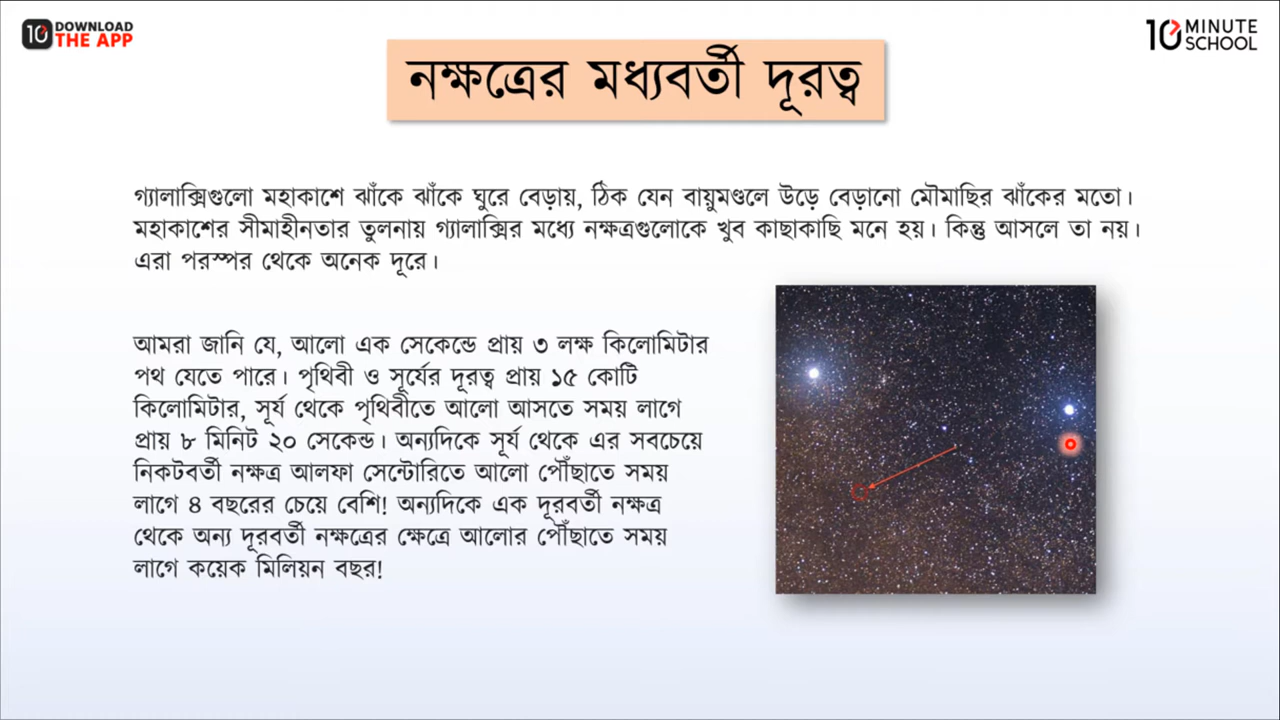 10 DOWNLOAD
THE APP
10 MINUTE
SCHOOL
নক্ষত্রের মধ্যবর্তী দূরত্ব
গ্যালাক্সিগুলো মহাকাশে ঝাঁকে ঝাঁকে ঘুরে বেড়ায়, ঠিক যেন বায়ুমণ্ডলে উড়ে বেড়ানো মৌমাছির ঝাঁকের মতো।
মহাকাশের সীমাহীনতার তুলনায় গ্যালাক্সির মধ্যে নক্ষত্রগুলোকে খুব কাছাকাছি মনে হয়। কিন্তু আসলে তা নয়।
এরা পরস্পর থেকে অনেক দূরে।
আমরা জানি যে, আলো এক সেকেন্ডে প্রায় ৩ লক্ষ কিলোমিটার
পথ যেতে পারে। পৃথিবী ও সূর্যের দূরত্ব প্রায় ১৫ কোটি
কিলোমিটার, সূর্য থেকে পৃথিবীতে আলো আসতে সময় লাগে
প্রায় ৮ মিনিট ২০ সেকেন্ড। অন্যদিকে সূর্য থেকে এর সবচেয়ে
নিকটবর্তী নক্ষত্র আলফা সেন্টোরিতে আলো পৌঁছাতে সময়
লাগে ৪ বছরের চেয়ে বেশি! অন্যদিকে এক দূরবর্তী নক্ষত্র
থেকে অন্য দূরবর্তী নক্ষত্রের ক্ষেত্রে আলোর পৌঁছাতে সময়
লাগে কয়েক মিলিয়ন বছর!